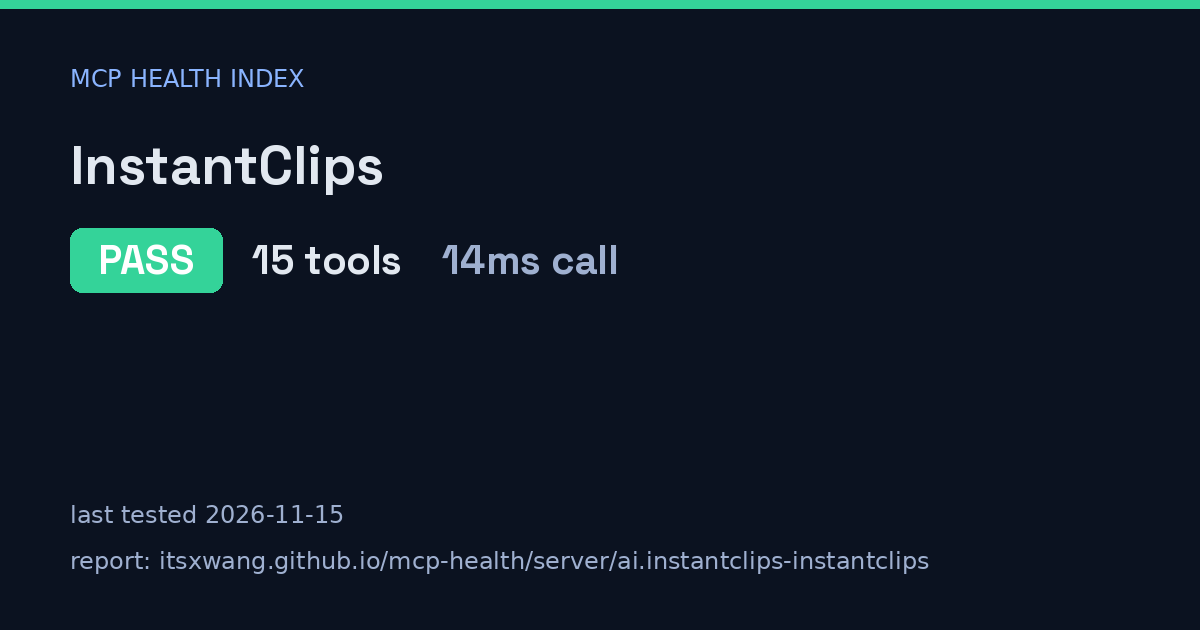 MCP HEALTH INDEX
InstantClips
PASS 15 tools 14ms call
last tested 2026-11-15
report: itsxwang.github.io/mcp-health/server/ai.instantclips-instantclips